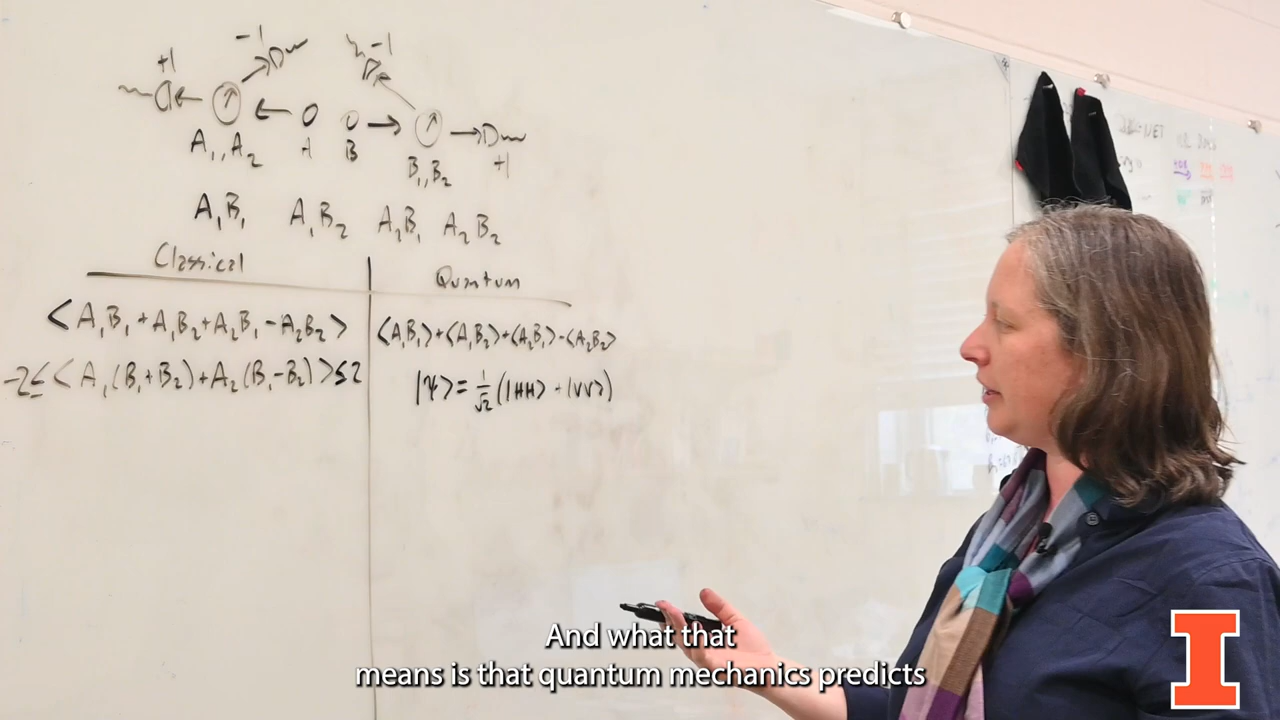 -1 -1
+1
A B
A₁, A₂
B₁, B₂ +1
A₁B₁ A₁B₂ A₂B₁ A₂B₂
Classical Quantum
<A₁B₁+A₁B₂+A₂B₁-A₂B₂> <A₁B₁>+<A₁B₂>+<A₂B₁>-<A₂B₂>
-2≤<A₁(B₁+B₂)+A₂(B₁-B₂)>≤2 |Ψ>=1/√2(|HH>+|VV>)
And what that
means is that quantum mechanics predicts
I